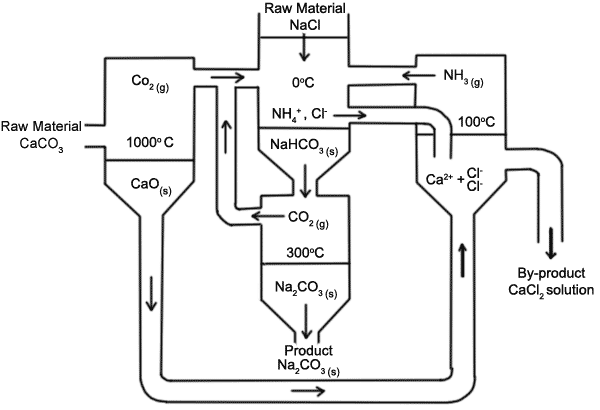 Raw Material
NaCl
Co₂ (g)
0°C
NH₃ (g)
NH₄⁺ , Cl⁻
Raw Material
CaCO₃
1000° C
100°C
NaHCO₃ (s)
CaO(s)
Ca²⁺ + Cl⁻
Cl⁻
CO₂ (g)
300°C
By-product
CaCl₂ solution
Na₂CO₃ (s)
Product
Na₂CO₃ (s)